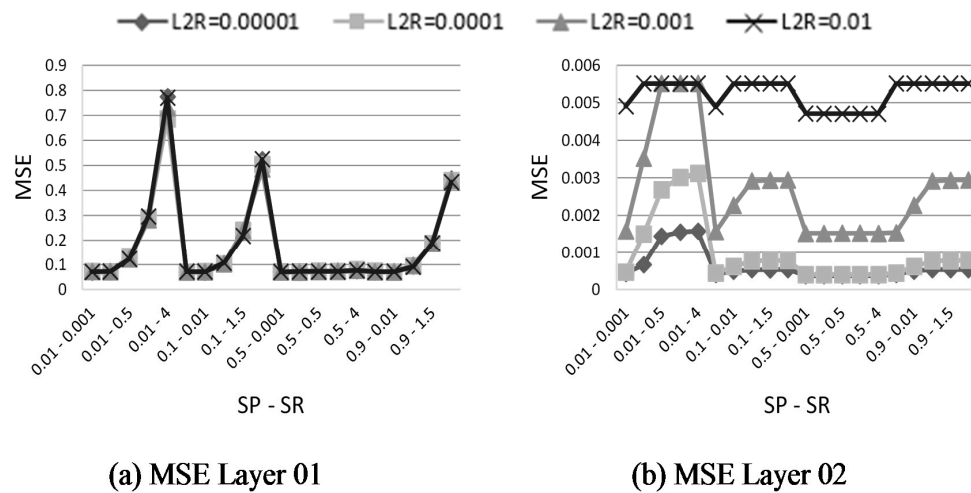 L2R=0.00001 L2R=0.0001 L2R=0.001 L2R=0.01
MSE
0.9
0.8
0.7
0.6
0.5
0.4
0.3
0.2
0.1
0
0.01 - 0.001
0.01 - 0.5
0.01 - 4
0.1 - 0.01
0.1 - 1.5
0.5 - 0.001
0.5 - 0.5
0.5 - 4
0.9 - 0.01
0.9 - 1.5
SP - SR
(a) MSE Layer 01
MSE
0.006
0.005
0.004
0.003
0.002
0.001
0
0.01 - 0.001
0.01 - 0.5
0.01 - 4
0.1 - 0.01
0.1 - 1.5
0.5 - 0.001
0.5 - 0.5
0.5 - 4
0.9 - 0.01
0.9 - 1.5
SP - SR
(b) MSE Layer 02